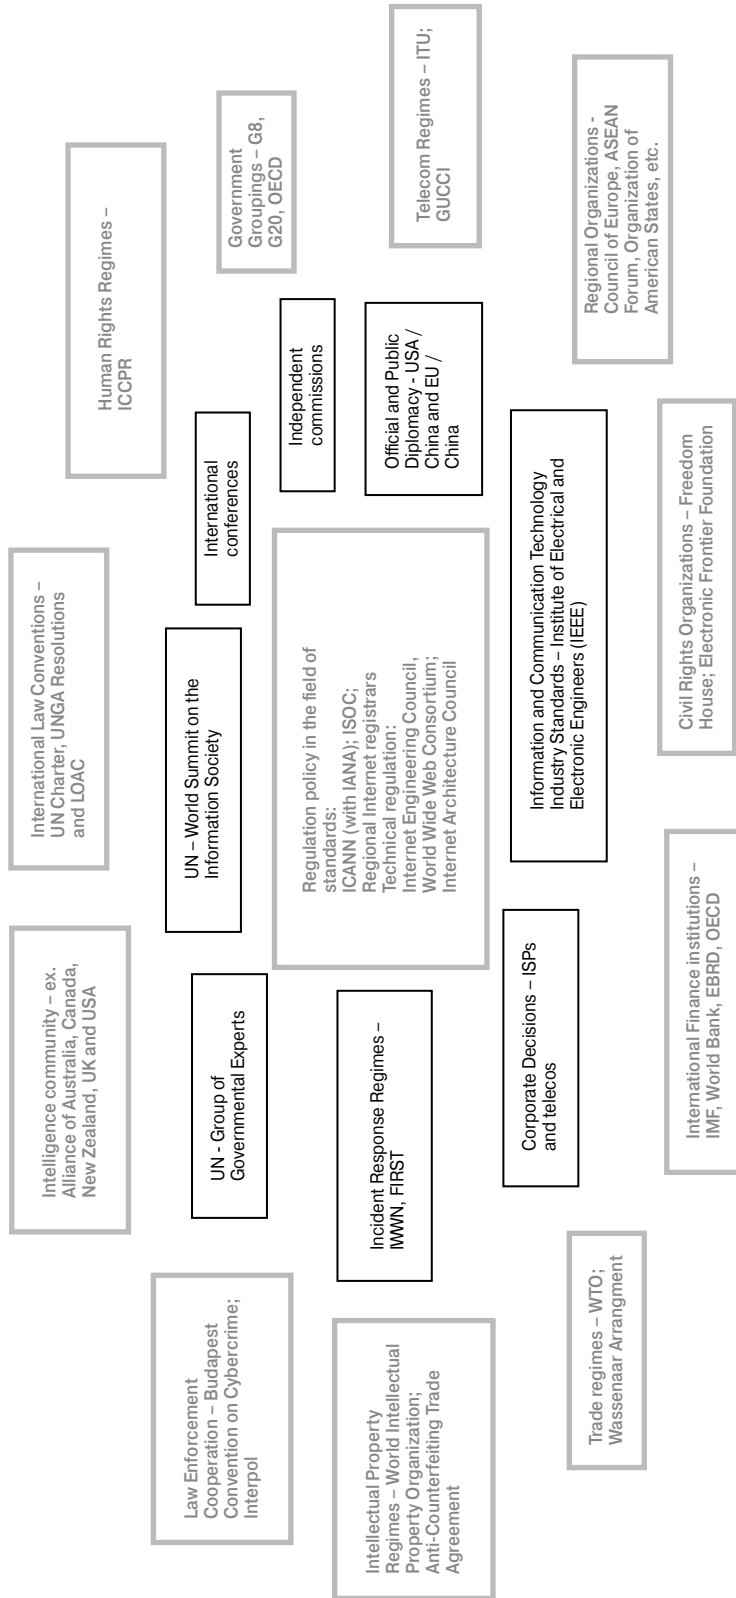 Intelligence community – ex.
Alliance of Australia, Canada,
New Zealand, UK and USA
International Law Conventions –
UN Charter, UNGA Resolutions
and LOAC
Human Rights Regimes –
ICCPR
Law Enforcement
Cooperation – Budapest
Convention on Cybercrime;
Interpol
UN - Group of
Governmental Experts
UN – World Summit on the
Information Society
International
conferences
Government
Groupings – G8,
G20, OECD
Independent
commissions
Intellectual Property
Regimes – World Intellectual
Property Organization;
Anti-Counterfeiting Trade
Agreement
Incident Response Regimes –
IWWN, FIRST
Regulation policy in the field of
standards:
ICANN (with IANA); ISOC;
Regional Internet registrars
Technical regulation:
Internet Engineering Council,
World Wide Web Consortium;
Internet Architecture Council
Official and Public
Diplomacy - USA /
China and EU /
China
Telecom Regimes – ITU;
GUCCI
Corporate Decisions – ISPs
and telecos
Information and Communication Technology
Industry Standards – Institute of Electrical and
Electronic Engineers (IEEE)
Trade regimes – WTO;
Wassenaar Arrangment
Regional Organizations -
Council of Europe, ASEAN
Forum, Organization of
American States, etc.
International Finance institutions –
IMF, World Bank, EBRD, OECD
Civil Rights Organizations – Freedom
House; Electronic Frontier Foundation